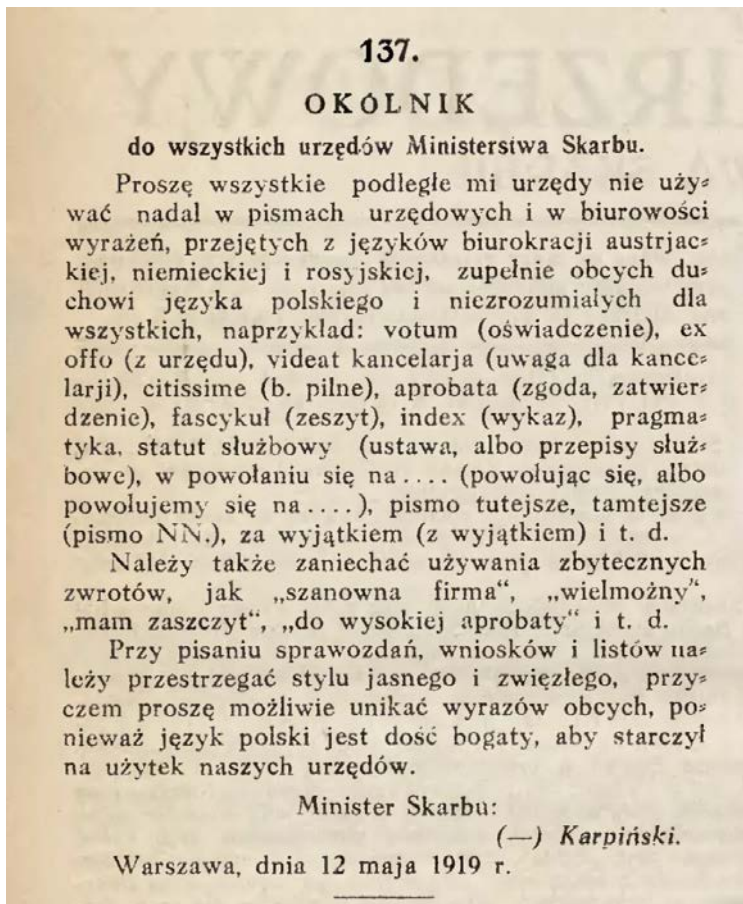 137.
OKÓLNIK
do wszystkich urzędów Ministerstwa Skarbu.
Proszę wszystkie podległe mi urzędy nie uży-
wać nadal w pismach urzędowych i w biurowości
wyrażeń, przejętych z języków biurokracji austrjac-
kiej, niemieckiej i rosyjskiej, zupełnie obcych du-
chowi języka polskiego i niezrozumiałych dla
wszystkich, naprzykład: votum (oświadczenie), ex
offo (z urzędu), videat kancelarja (uwaga dla kance-
larji), citissime (b. pilne), aprobata (zgoda, zatwier-
dzenie), fascykuł (zeszyt), index (wykaz), pragma-
tyka, statut służbowy (ustawa, albo przepisy służ-
bowe), w powołaniu się na . . . . (powołując się, albo
powołujemy się na . . . . ), pismo tutejsze, tamtejsze
(pismo NN.), za wyjątkiem (z wyjątkiem) i t. d.
Należy także zaniechać używania zbytecznych
zwrotów, jak „szanowna firma“, „wielmożny“,
„mam zaszczyt“, „do wysokiej aprobaty“ i t. d.
Przy pisaniu sprawozdań, wniosków i listów na-
leży przestrzegać stylu jasnego i zwięzłego, przy-
czem proszę możliwie unikać wyrazów obcych, po-
nieważ język polski jest dość bogaty, aby starczył
na użytek naszych urzędów.
Minister Skarbu:
(—) Karpiński.
Warszawa, dnia 12 maja 1919 r.